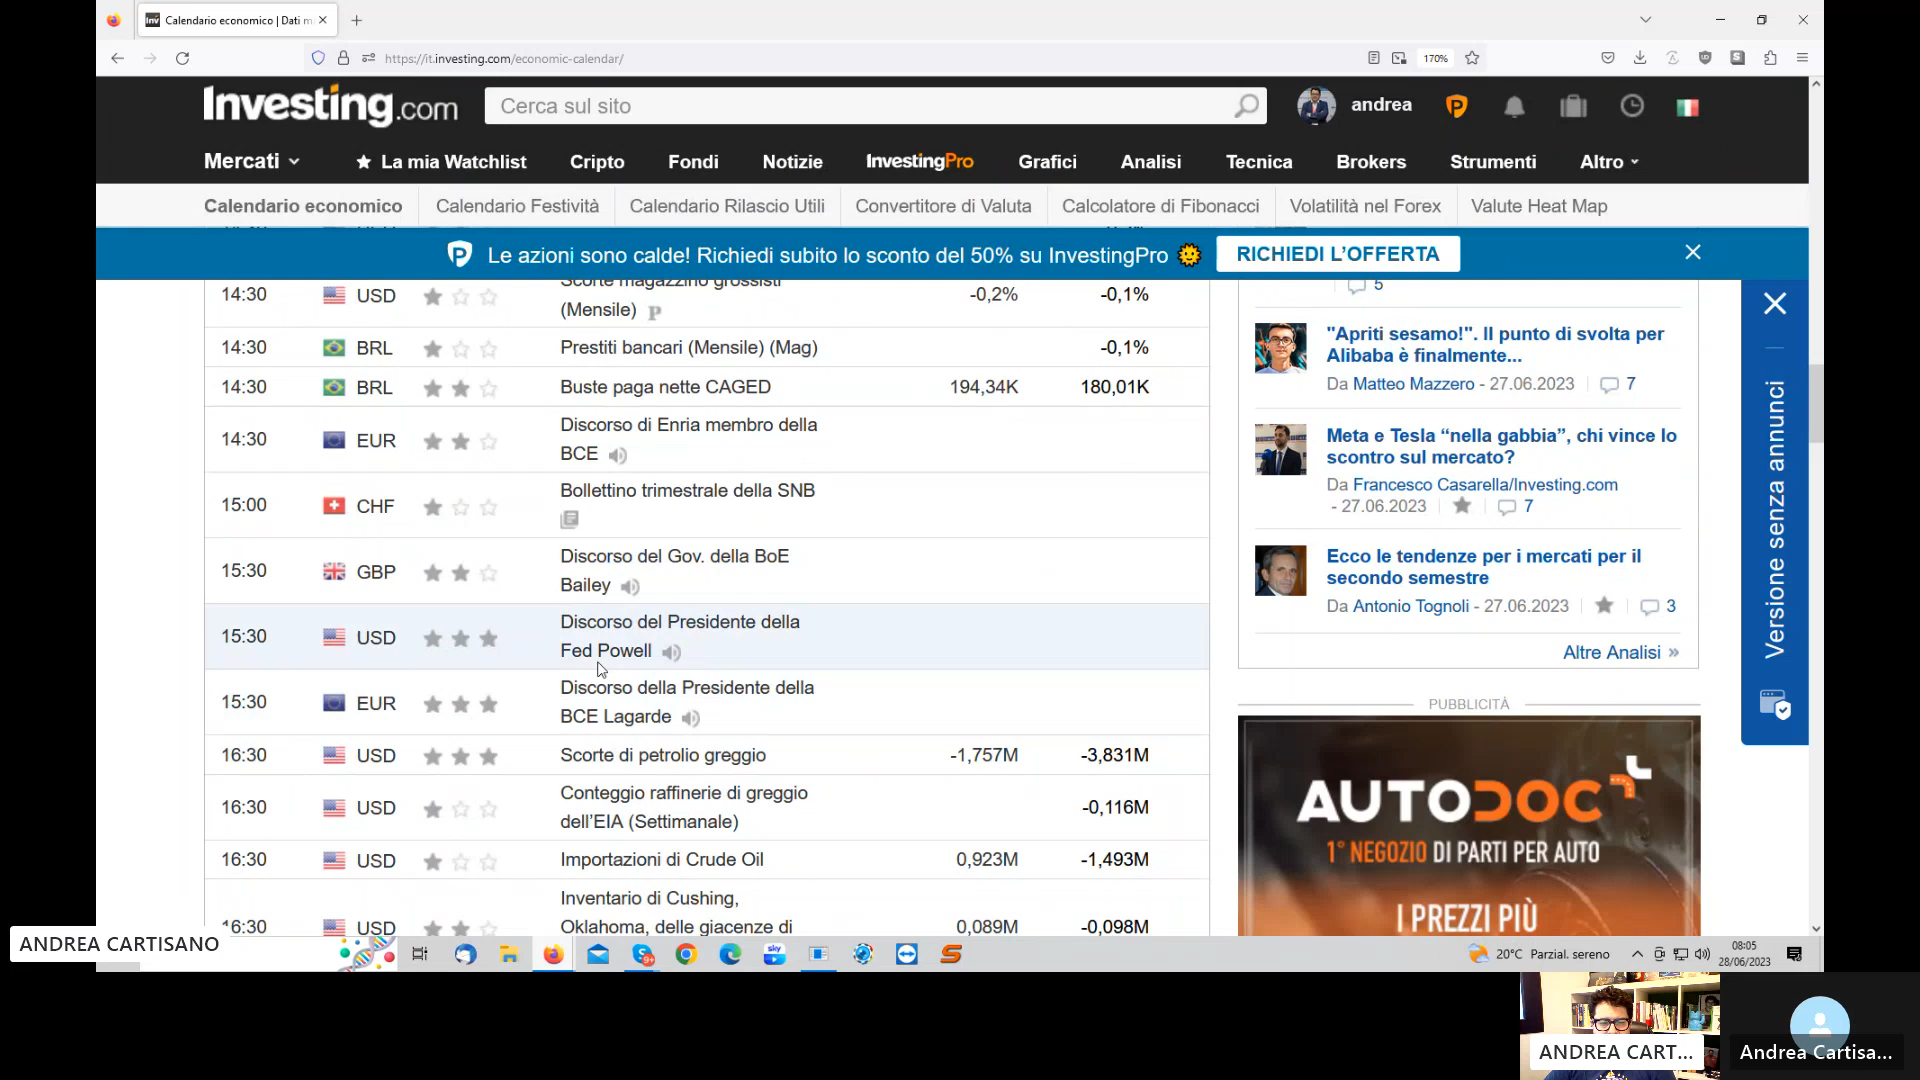 Calendario economico | Dati m
https://it.investing.com/economic-calendar/
170%
Investing.com
Cerca sul sito
andrea
Mercati
La mia Watchlist
Cripto
Fondi
Notizie
InvestingPro
Grafici
Analisi
Tecnica
Brokers
Strumenti
Altro
Calendario economico
Calendario Festività
Calendario Rilascio Utili
Convertitore di Valuta
Calcolatore di Fibonacci
Volatilità nel Forex
Valute Heat Map
Le azioni sono calde! Richiedi subito lo sconto del 50% su InvestingPro
RICHIEDI L'OFFERTA
14:30 USD Scorte magazzino grossisti
(Mensile) P -0,2% -0,1%
14:30 BRL Prestiti bancari (Mensile) (Mag) -0,1%
14:30 BRL Buste paga nette CAGED 194,34K 180,01K
14:30 EUR Discorso di Enria membro della
BCE
15:00 CHF Bollettino trimestrale della SNB
15:30 GBP Discorso del Gov. della BoE
Bailey
15:30 USD Discorso del Presidente della
Fed Powell
15:30 EUR Discorso della Presidente della
BCE Lagarde
16:30 USD Scorte di petrolio greggio -1,757M -3,831M
16:30 USD Conteggio raffinerie di greggio
dell'EIA (Settimanale) -0,116M
16:30 USD Importazioni di Crude Oil 0,923M -1,493M
Inventario di Cushing,
16:30 USD Oklahoma, delle giacenze di 0,089M -0,098M
5
"Apriti sesamo!". Il punto di svolta per
Alibaba è finalmente...
Da Matteo Mazzero - 27.06.2023 7
Meta e Tesla “nella gabbia”, chi vince lo
scontro sul mercato?
Da Francesco Casarella/Investing.com
- 27.06.2023 7
Ecco le tendenze per i mercati per il
secondo semestre
Da Antonio Tognoli - 27.06.2023 3
Altre Analisi »
PUBBLICITÀ
AUTODOC
1° NEGOZIO DI PARTI PER AUTO
I PREZZI PIÙ
Versione senza annunci
ANDREA CARTISANO
sky
9+
20°C Parzial. sereno
08:05
28/06/2023
ANDREA CART...
Andrea Cartisa...